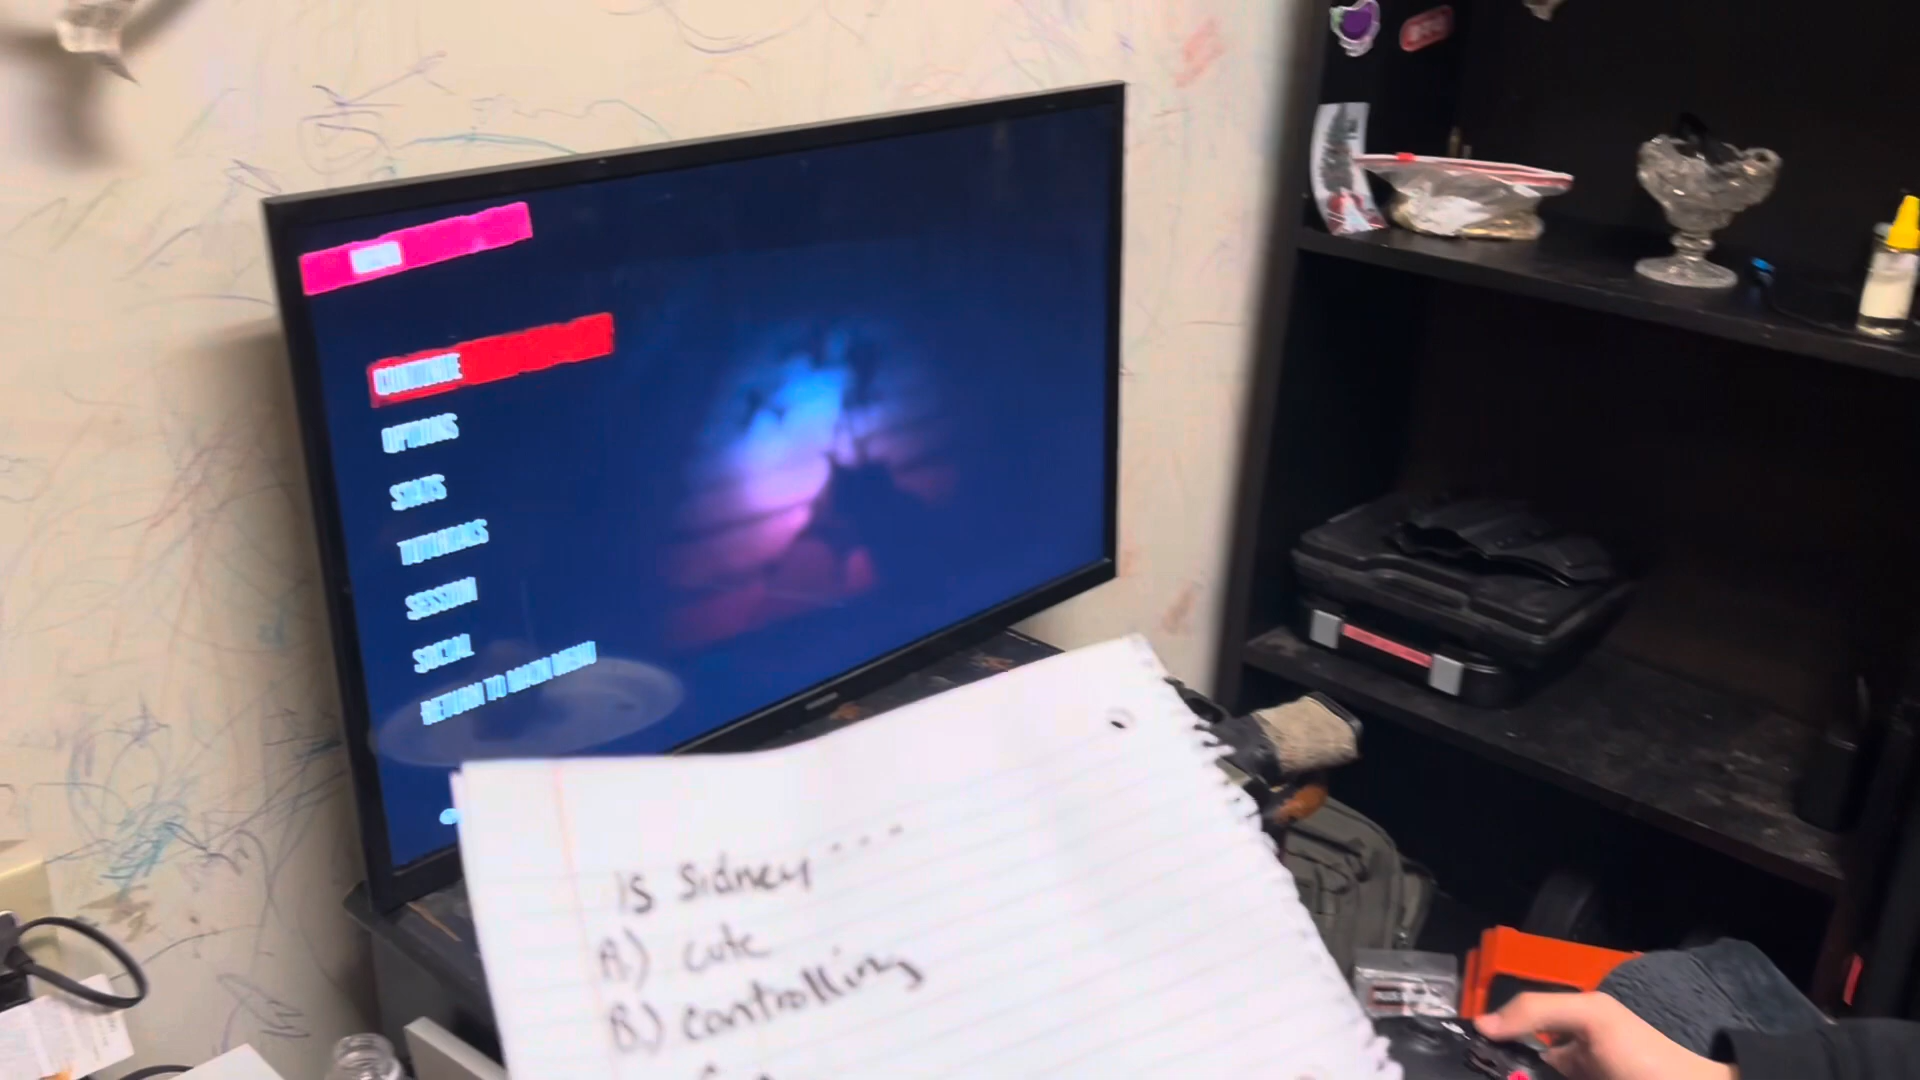 CONTINUE
OPTIONS
STATS
TUTORIALS
SESSION
SOCIAL
RETURN TO MAIN MENU
Is Sidney ....
A.) cute
B.) controlling